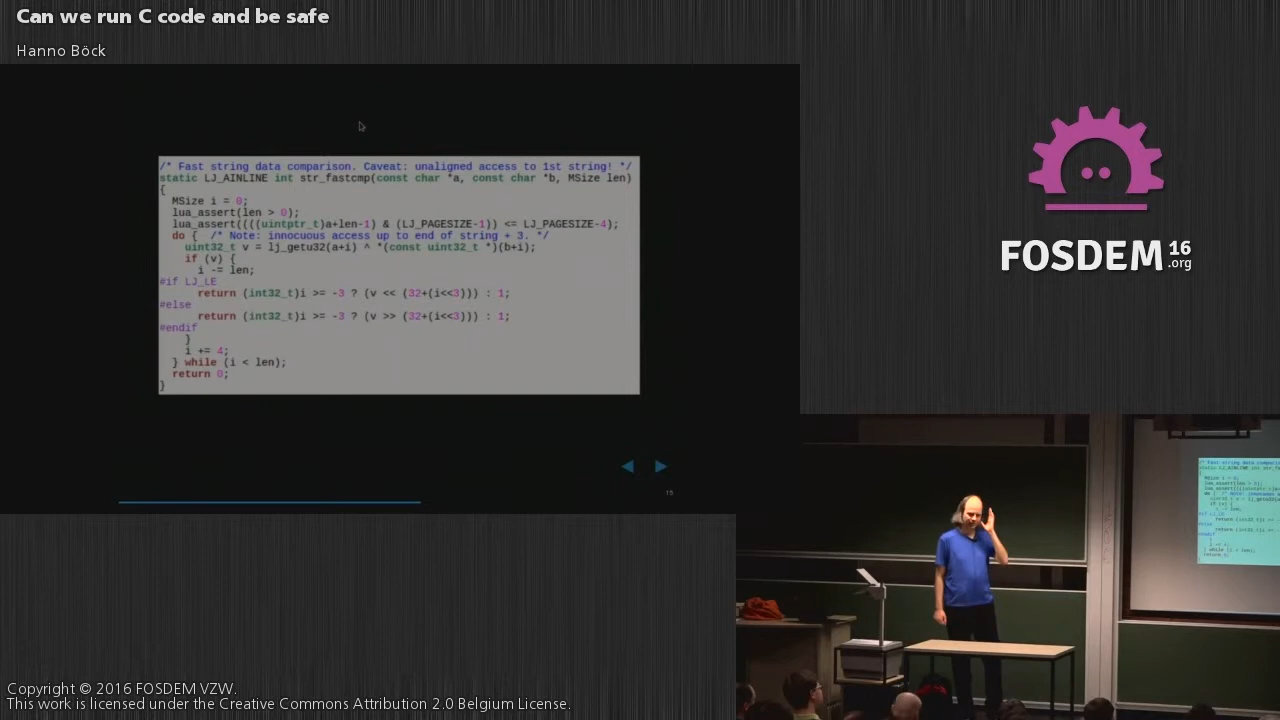 Can we run C code and be safe
Hanno Böck
/* Fast string data comparison. Caveat: unaligned access to 1st string! */
static LJ_AINLINE int str_fastcmp(const char *a, const char *b, MSize len)
{
  MSize i = 0;
  lua_assert(len > 0);
  lua_assert((((uintptr_t)a+len-1) & (LJ_PAGESIZE-1)) <= LJ_PAGESIZE-4);
  do {  /* Note: innocuous access up to end of string + 3. */
    uint32_t v = lj_getu32(a+i) ^ *(const uint32_t *)(b+i);
    if (v) {
      i -= len;
#if LJ_LE
      return (int32_t)i >= -3 ? (v << (32+(i<<3))) : 1;
#else
      return (int32_t)i >= -3 ? (v >> (32+(i<<3))) : 1;
#endif
    }
    i += 4;
  } while (i < len);
  return 0;
}
15
FOSDEM 16
.org
Copyright © 2016 FOSDEM VZW.
This work is licensed under the Creative Commons Attribution 2.0 Belgium License.